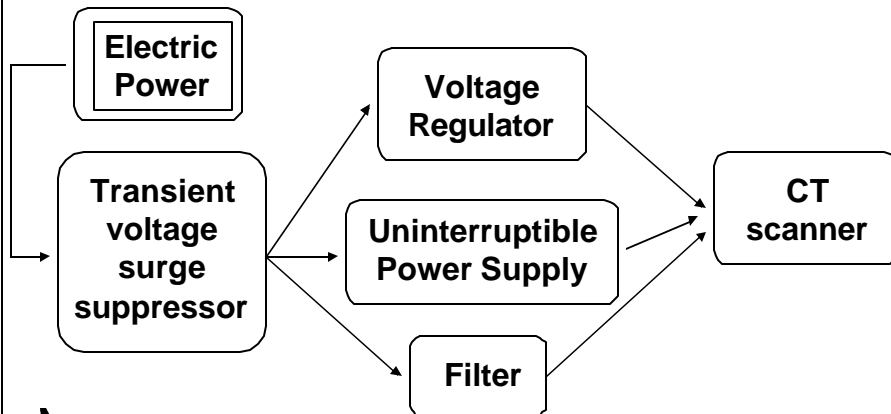 Electric
Power
Transient
voltage
surge
suppressor
Voltage
Regulator
Uninterruptible
Power Supply
Filter
CT
scanner